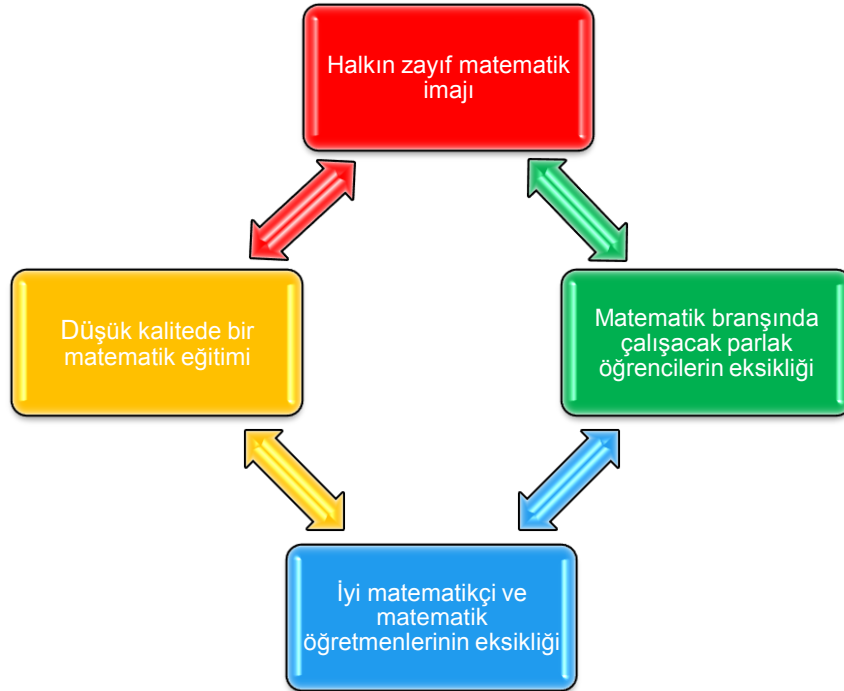 Halkın zayıf matematik
imajı
Düşük kalitede bir
matematik eğitimi
Matematik branşında
çalışacak parlak
öğrencilerin eksikliği
İyi matematikçi ve
matematik
öğretmenlerinin eksikliği